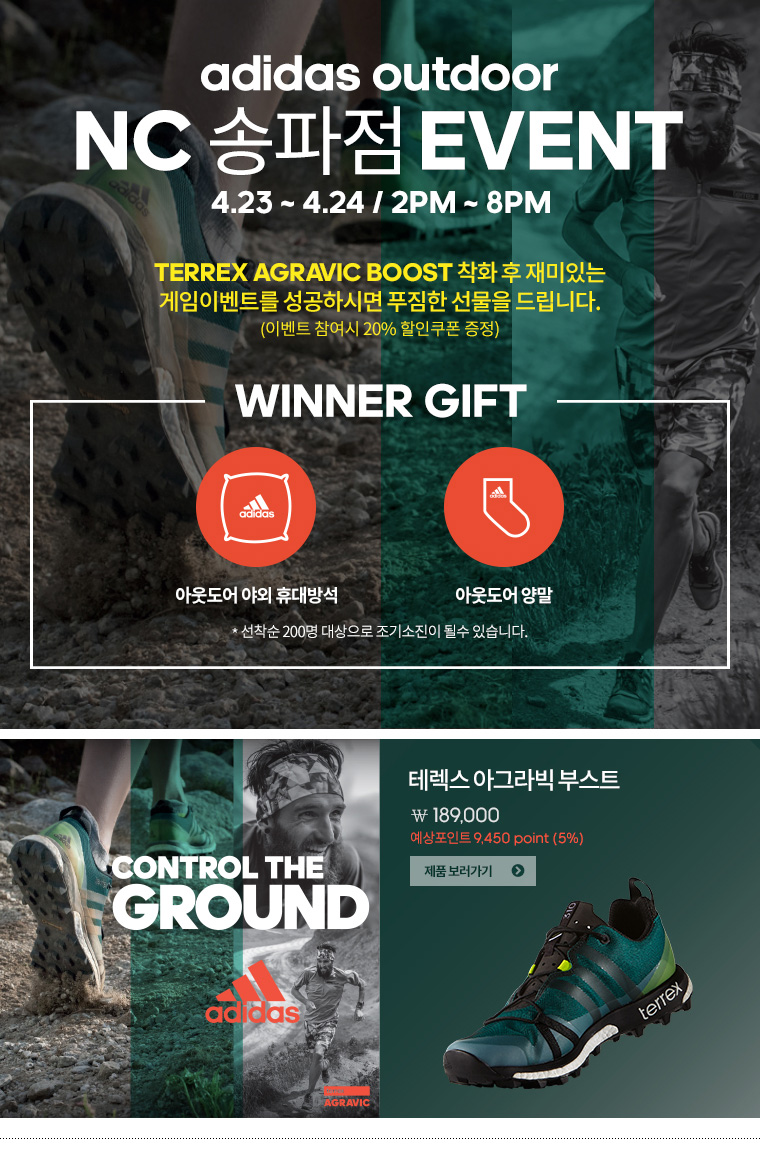 adidas outdoor
NC 송파점 EVENT
4.23 ~ 4.24 / 2PM ~ 8PM
TERREX AGRAVIC BOOST 착화 후 재미있는
게임이벤트를 성공하시면 푸짐한 선물을 드립니다.
(이벤트 참여시 20% 할인쿠폰 증정)
WINNER GIFT
adidas
adidas
아웃도어 야외 휴대방석
아웃도어 양말
* 선착순 200명 대상으로 조기소진이 될수 있습니다.
CONTROL THE
GROUND
adidas
AGRAVIC
테렉스 아그라빅 부스트
₩ 189,000
예상포인트 9,450 point (5%)
제품 보러가기
terrex